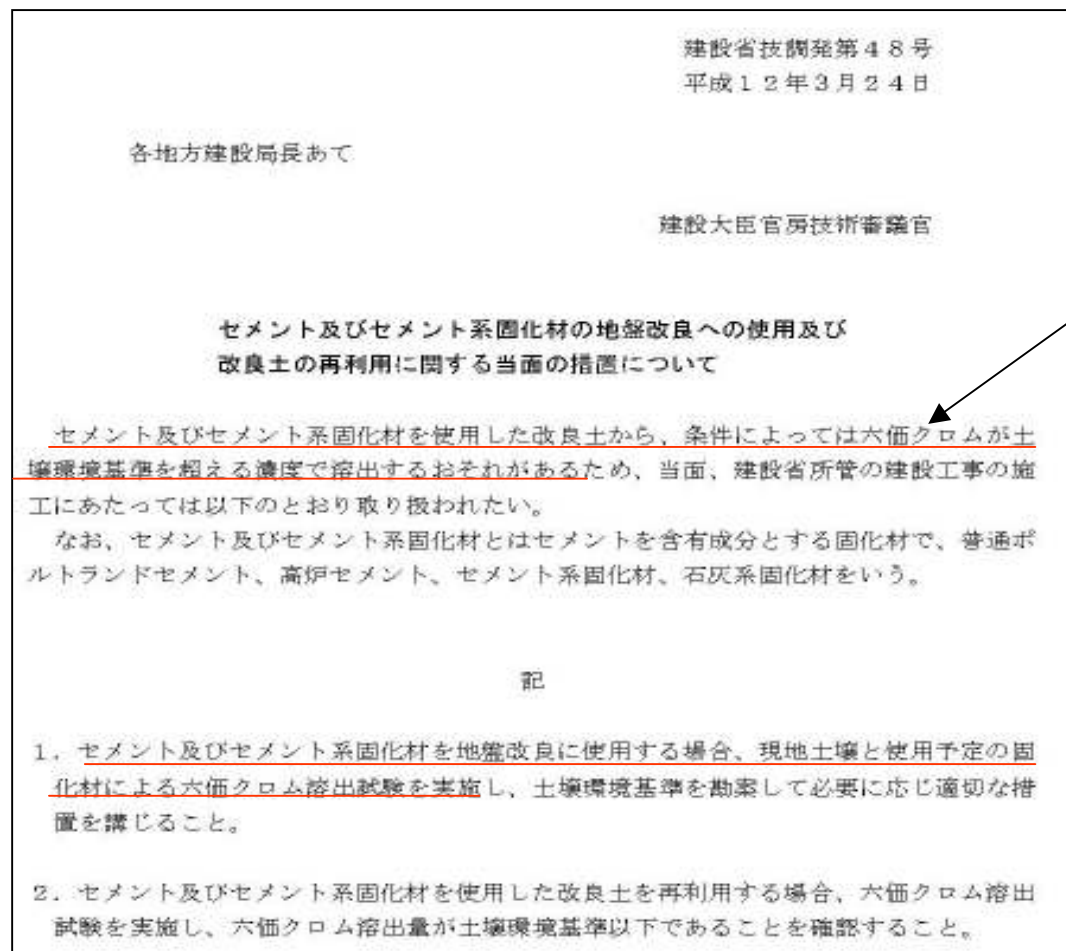 建設省技調発第４８号
平成１２年３月２４日
各地方建設局長あて
建設大臣官房技術審議官
セメント及びセメント系固化材の地盤改良への使用及び
改良土の再利用に関する当面の措置について
セメント及びセメント系固化材を使用した改良土から、条件によっては六価クロムが土
壌環境基準を超える濃度で溶出するおそれがあるため、当面、建設省所管の建設工事の施
工にあたっては以下のとおり取り扱われたい。
なお、セメント及びセメント系固化材とはセメントを含有成分とする固化材で、普通ポ
ルトランドセメント、高炉セメント、セメント系固化材、石灰系固化材をいう。
記
１．セメント及びセメント系固化材を地盤改良に使用する場合、現地土壌と使用予定の固
化材による六価クロム溶出試験を実施し、土壌環境基準を勘案して必要に応じ適切な措
置を講じること。
２．セメント及びセメント系固化材を使用した改良土を再利用する場合、六価クロム溶出
試験を実施し、六価クロム溶出量が土壌環境基準以下であることを確認すること。